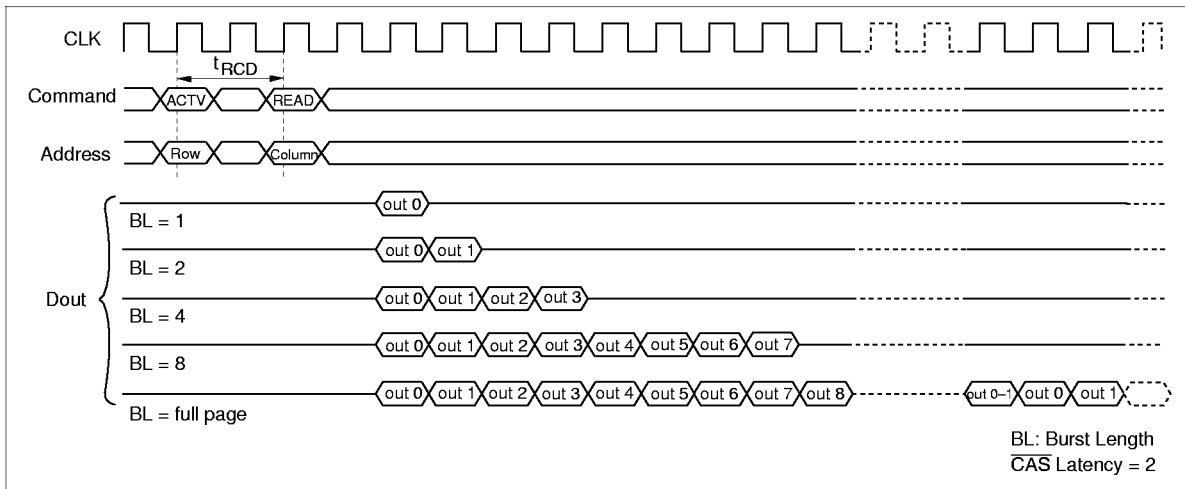 CLK
tRCD
Command ACTV READ
Address Row Column
out 0
BL = 1
out 0 out 1
BL = 2
Dout
out 0 out 1 out 2 out 3
BL = 4
out 0 out 1 out 2 out 3 out 4 out 5 out 6 out 7
BL = 8
out 0 out 1 out 2 out 3 out 4 out 5 out 6 out 7 out 8 out 0–1 out 0 out 1
BL = full page
BL: Burst Length
CAS Latency = 2